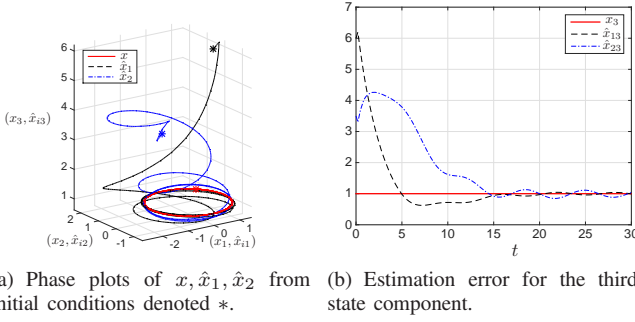 6
5
4
3
2
1
(x₃, x̂ᵢ₃)
x
x̂₁
x̂₂
2
1
0
-1
(x₂, x̂ᵢ₂)
-2
-1
0
1
(x₁, x̂ᵢ₁)
7
6
5
4
3
2
1
0
x₃
x̂₁₃
x̂₂₃
0
5
10
15
20
25
30
t
a) Phase plots of x, x̂₁, x̂₂ from
nitial conditions denoted ∗.
(b) Estimation error for the third
state component.